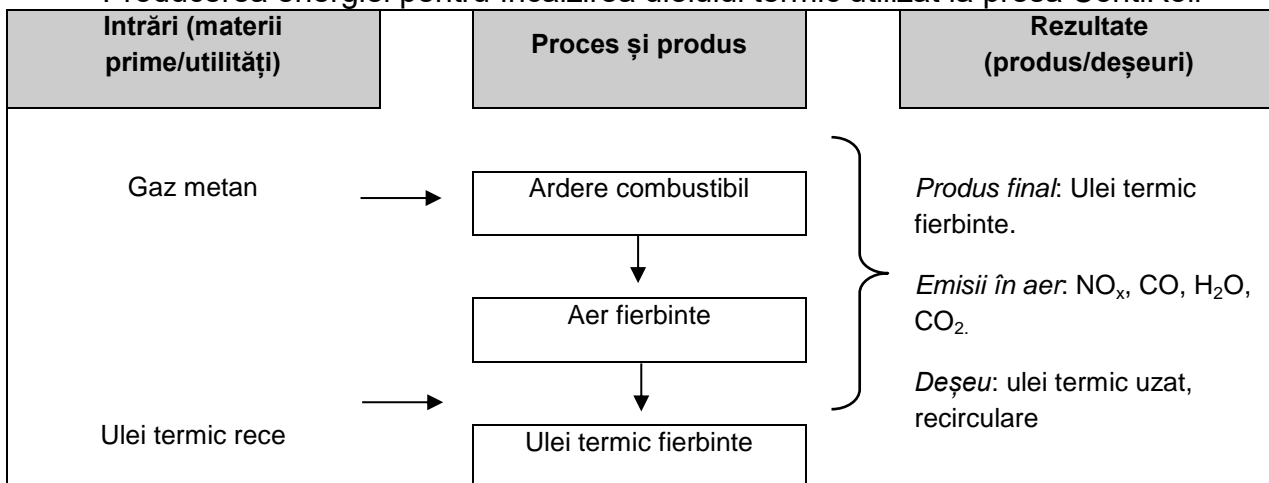 Producerea energiei pentru încălzirea uleiului termic utilizat la presa ContiRoll
Intrări (materii
prime/utilități)
Proces și produs
Rezultate
(produs/deșeuri)
Gaz metan
Ardere combustibil
Aer fierbinte
Ulei termic rece
Ulei termic fierbinte
Produs final: Ulei termic
fierbinte.
Emisii în aer: NOx, CO, H2O,
CO2.
Deșeu: ulei termic uzat,
recirculare